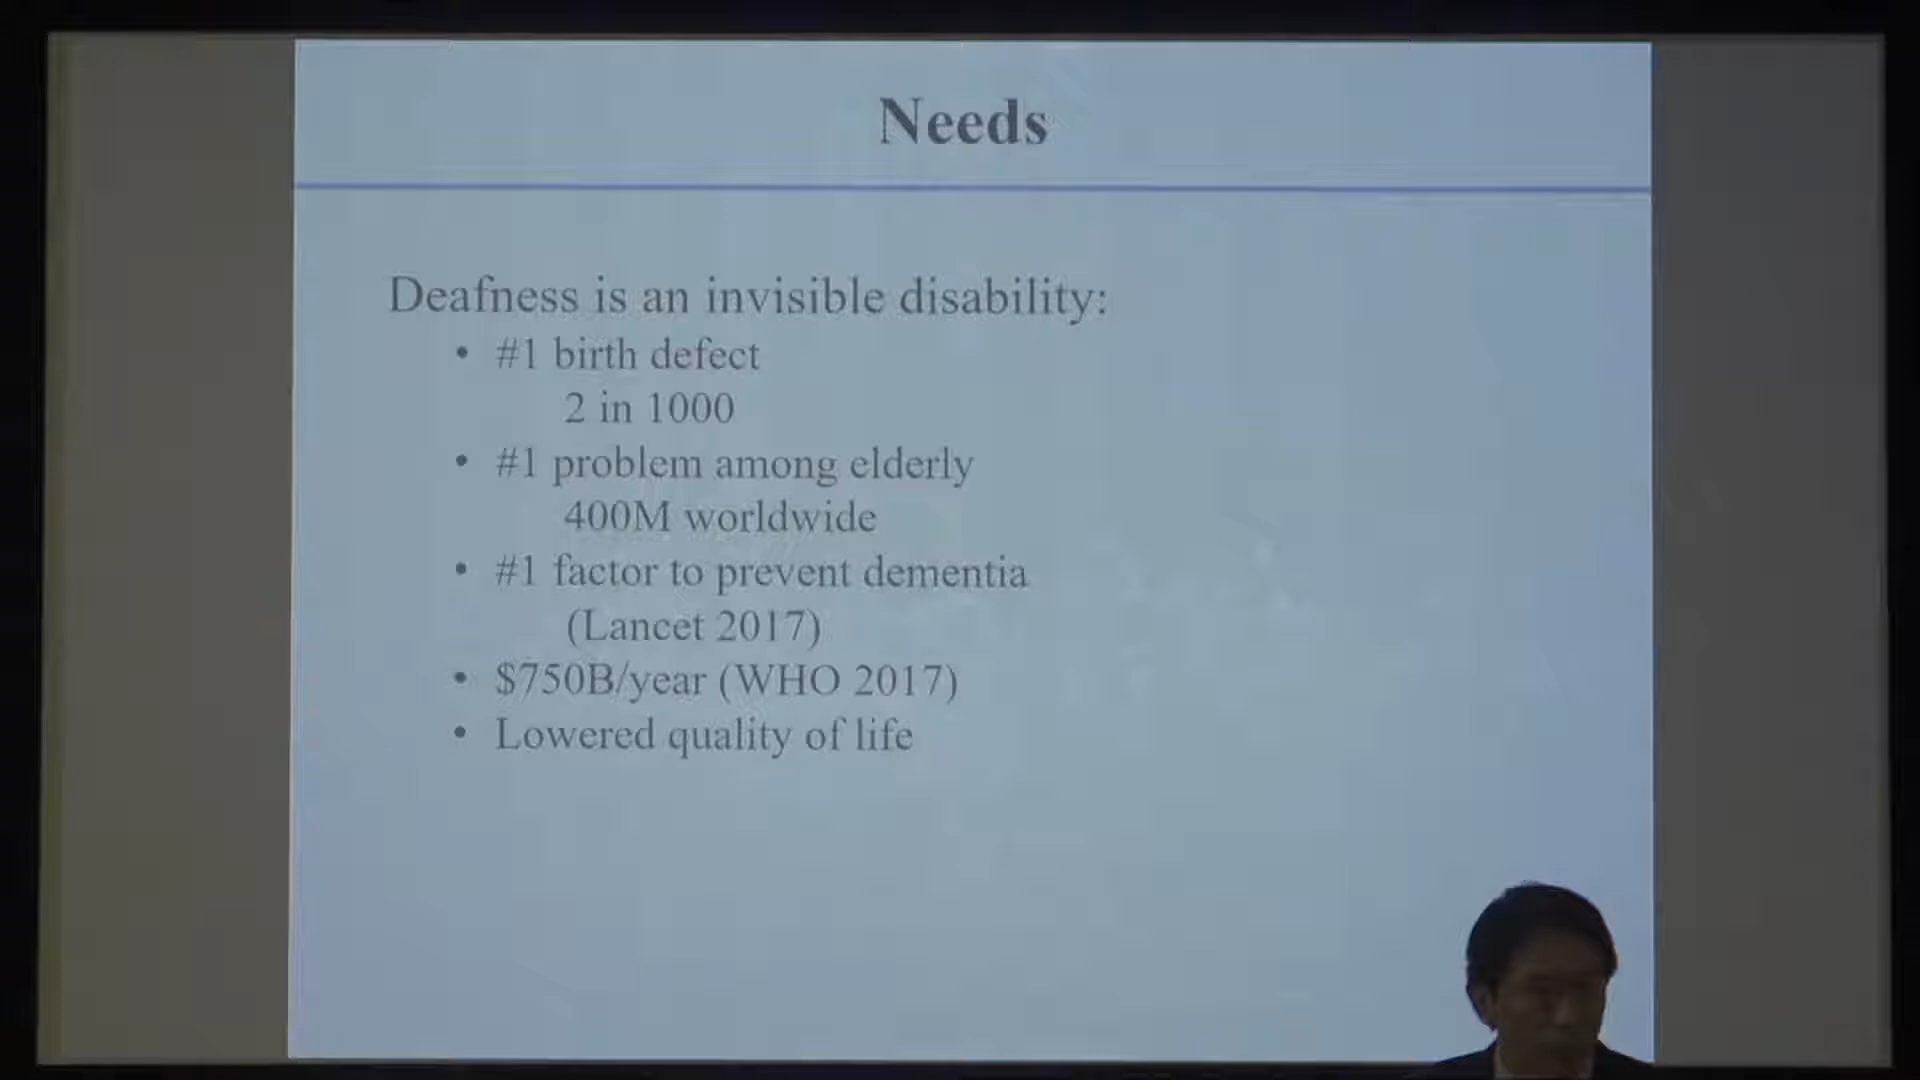 Needs
Deafness is an invisible disability:
• #1 birth defect
2 in 1000
• #1 problem among elderly
400M worldwide
• #1 factor to prevent dementia
(Lancet 2017)
• $750B/year (WHO 2017)
• Lowered quality of life